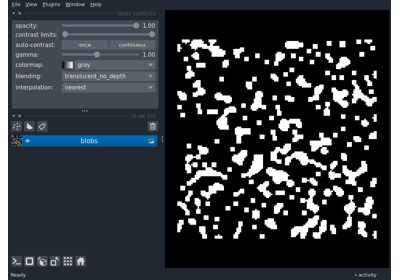 File View Plugins Window Help
layer controls
opacity: 1.00
contrast limits:
auto-contrast: once continuous
gamma: 1.00
colormap: gray
blending: translucent_no_depth
interpolation: nearest
layer list
blobs
Ready
activity